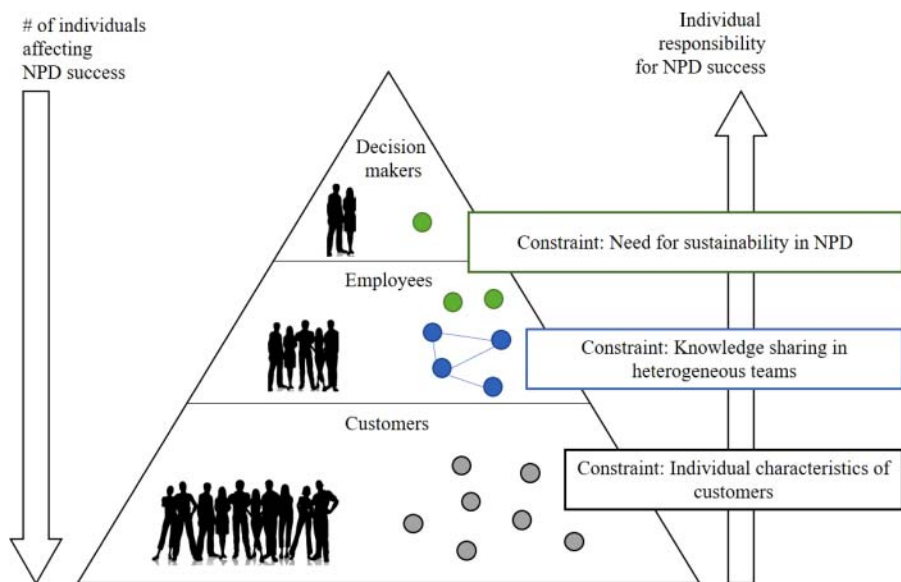 # of individuals
affecting
NPD success
Individual
responsibility
for NPD success
Decision
makers
Constraint: Need for sustainability in NPD
Employees
Constraint: Knowledge sharing in
heterogeneous teams
Customers
Constraint: Individual characteristics of
customers